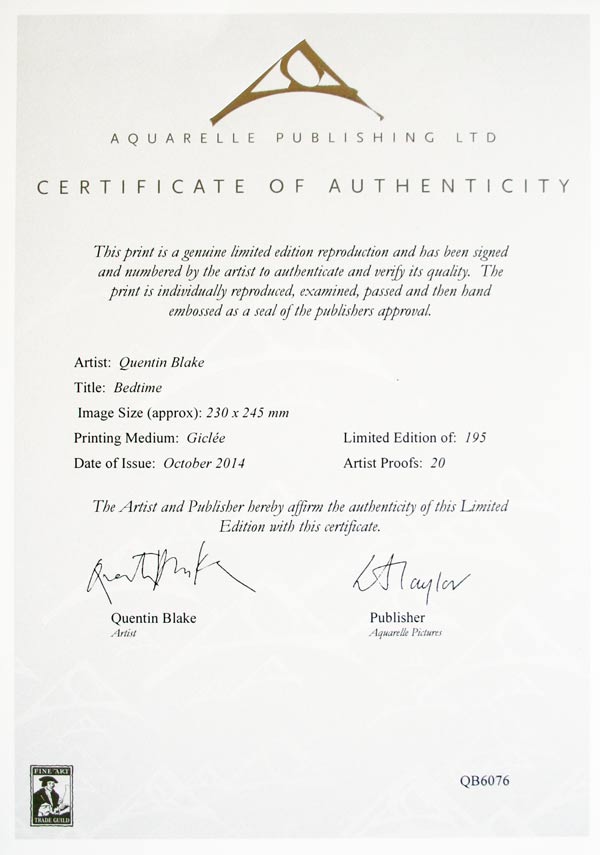 AQUARELLE PUBLISHING LTD
CERTIFICATE OF AUTHENTICITY
This print is a genuine limited edition reproduction and has been signed
and numbered by the artist to authenticate and verify its quality. The
print is individually reproduced, examined, passed and then hand
embossed as a seal of the publishers approval.
Artist: Quentin Blake
Title: Bedtime
Image Size (approx): 230 x 245 mm
Printing Medium: Giclée
Limited Edition of: 195
Date of Issue: October 2014
Artist Proofs: 20
The Artist and Publisher hereby affirm the authenticity of this Limited
Edition with this certificate.
Quentin Blake
Quentin Blake
Artist
Publisher
Aquarelle Pictures
FINE ART
TRADE GUILD
QB6076